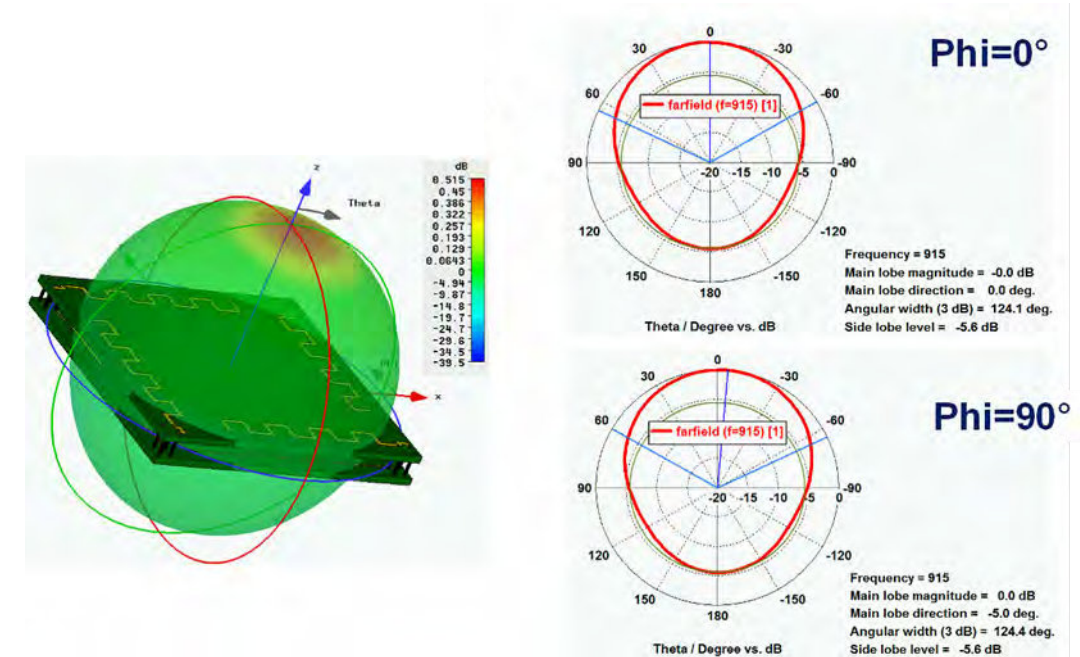 z
Theta
x
dB
0.515
0.45
0.386
0.322
0.257
0.193
0.129
0.0643
0
-4.94
-9.87
-14.8
-19.7
-24.7
-29.6
-34.5
-39.5
Phi=0°
0
30 -30
60 -60
farfield (f=915) [1]
90 -20 -15 -10 -5 0 -90
120 -120
150 -150
180
Theta / Degree vs. dB
Frequency = 915
Main lobe magnitude = -0.0 dB
Main lobe direction = 0.0 deg.
Angular width (3 dB) = 124.1 deg.
Side lobe level = -5.6 dB
Phi=90°
0
30 -30
60 -60
farfield (f=915) [1]
90 -20 -15 -10 -5 0 -90
120 -120
150 -150
180
Theta / Degree vs. dB
Frequency = 915
Main lobe magnitude = 0.0 dB
Main lobe direction = -5.0 deg.
Angular width (3 dB) = 124.4 deg.
Side lobe level = -5.6 dB